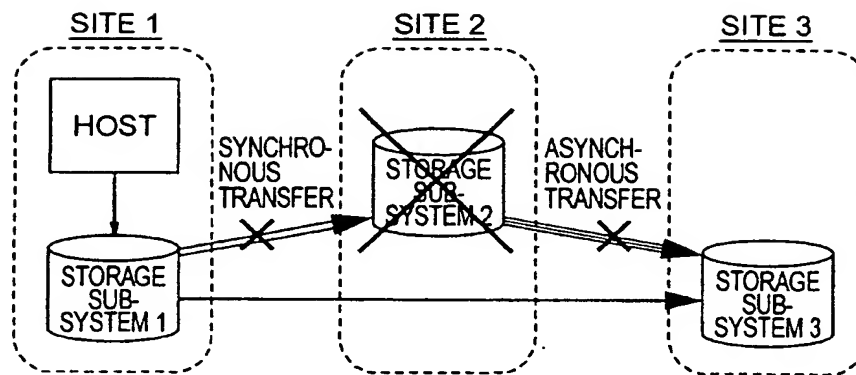 SITE 1
SITE 2
SITE 3
HOST
SYNCHRO-
NOUS
TRANSFER
STORAGE
SUB-
SYSTEM 2
ASYNCH-
RONOUS
TRANSFER
STORAGE
SUB-
SYSTEM 1
STORAGE
SUB-
SYSTEM 3